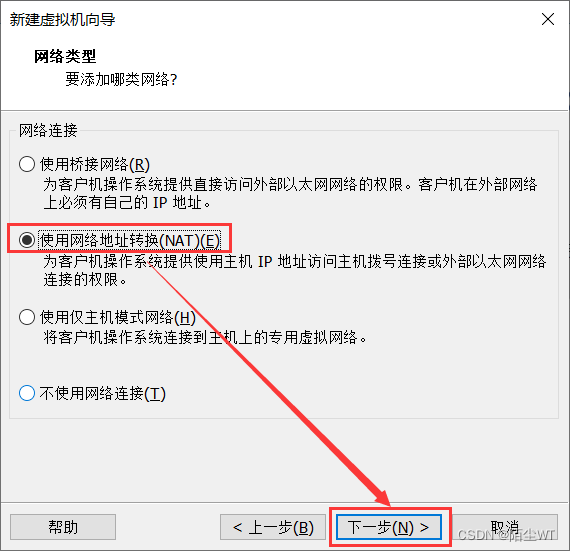 新建虚拟机向导
网络类型
要添加哪类网络?
网络连接
使用桥接网络(R)
为客户机操作系统提供直接访问外部以太网网络的权限。客户机在外部网络
上必须有自己的 IP 地址。
使用网络地址转换(NAT)(E)
为客户机操作系统提供使用主机 IP 地址访问主机拨号连接或外部以太网网络
连接的权限。
使用仅主机模式网络(H)
将客户机操作系统连接到主机上的专用虚拟网络。
不使用网络连接(T)
帮助
< 上一步(B)
下一步(N) >
取消
CSDN @陌尘WT